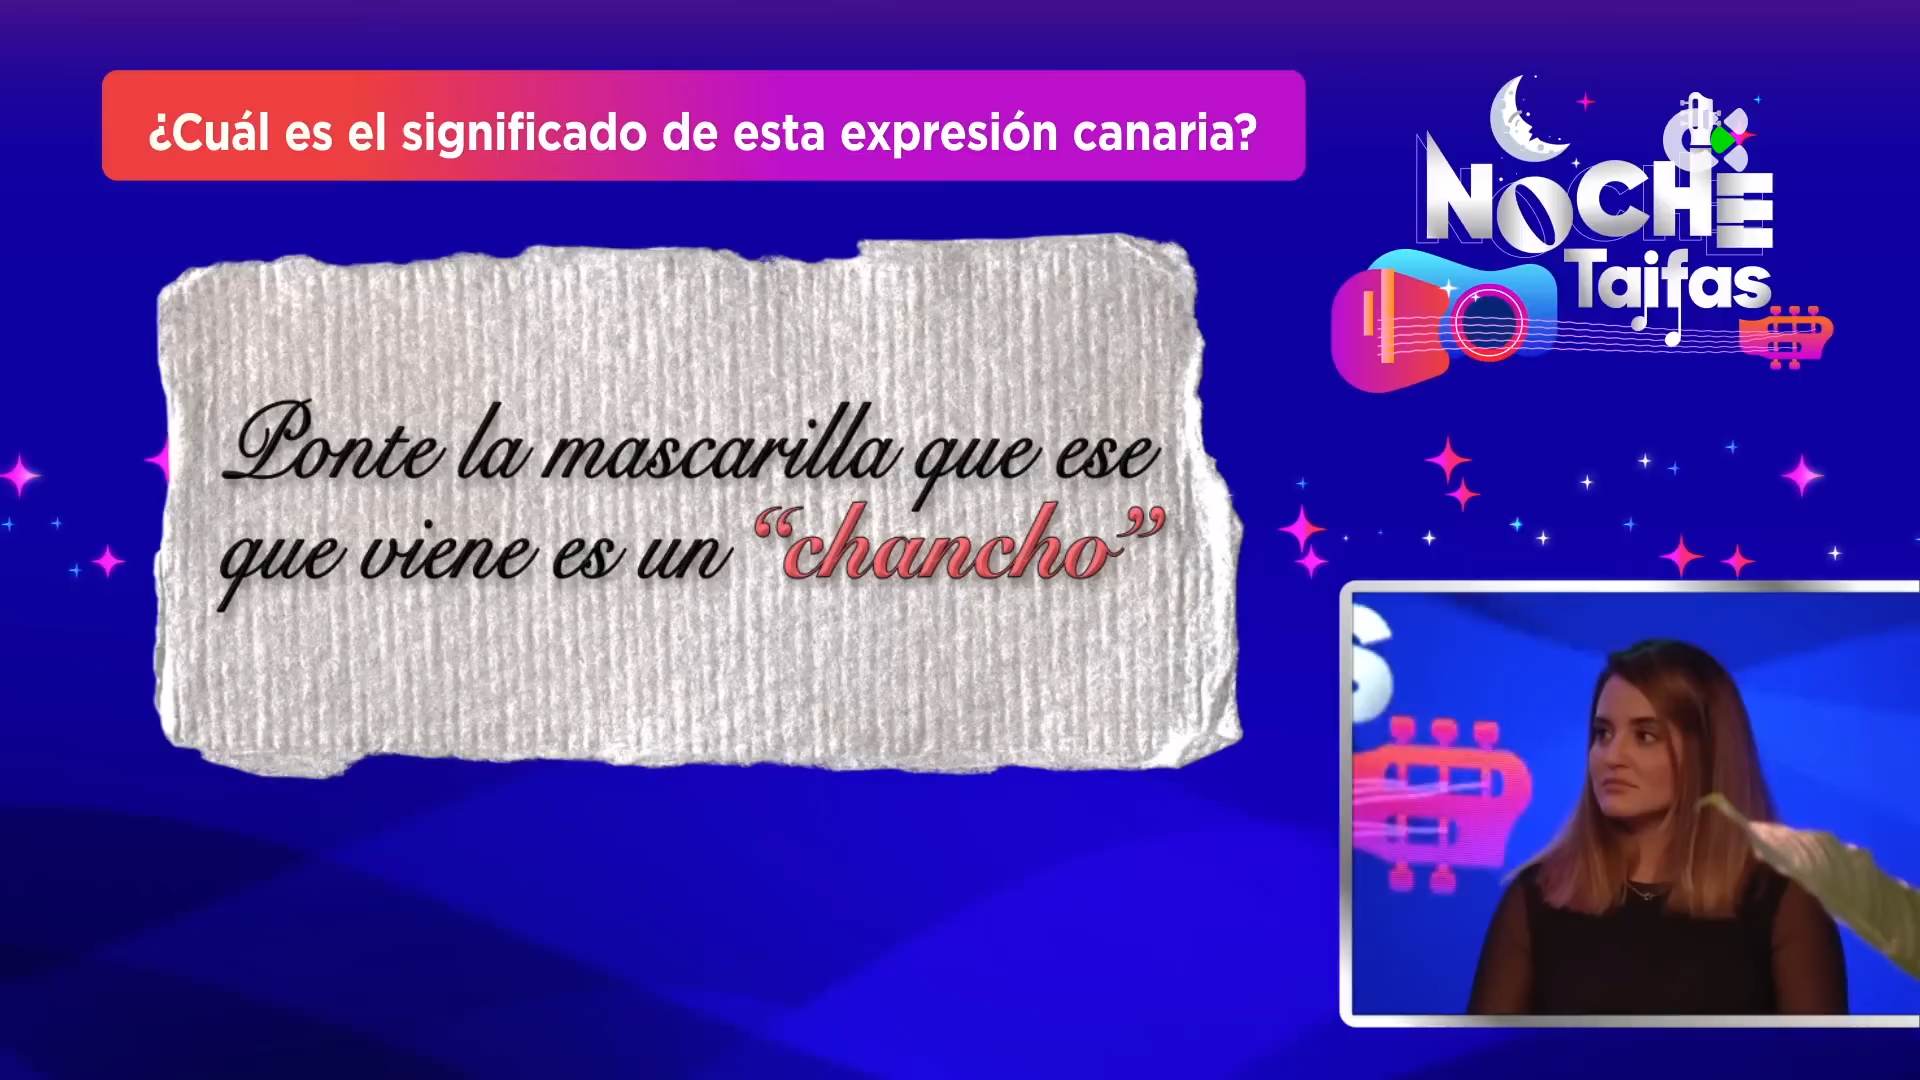 ¿Cuál es el significado de esta expresión canaria?
NOCHE
Taifas
Ponte la mascarilla que ese
que viene es un “chancho”
S